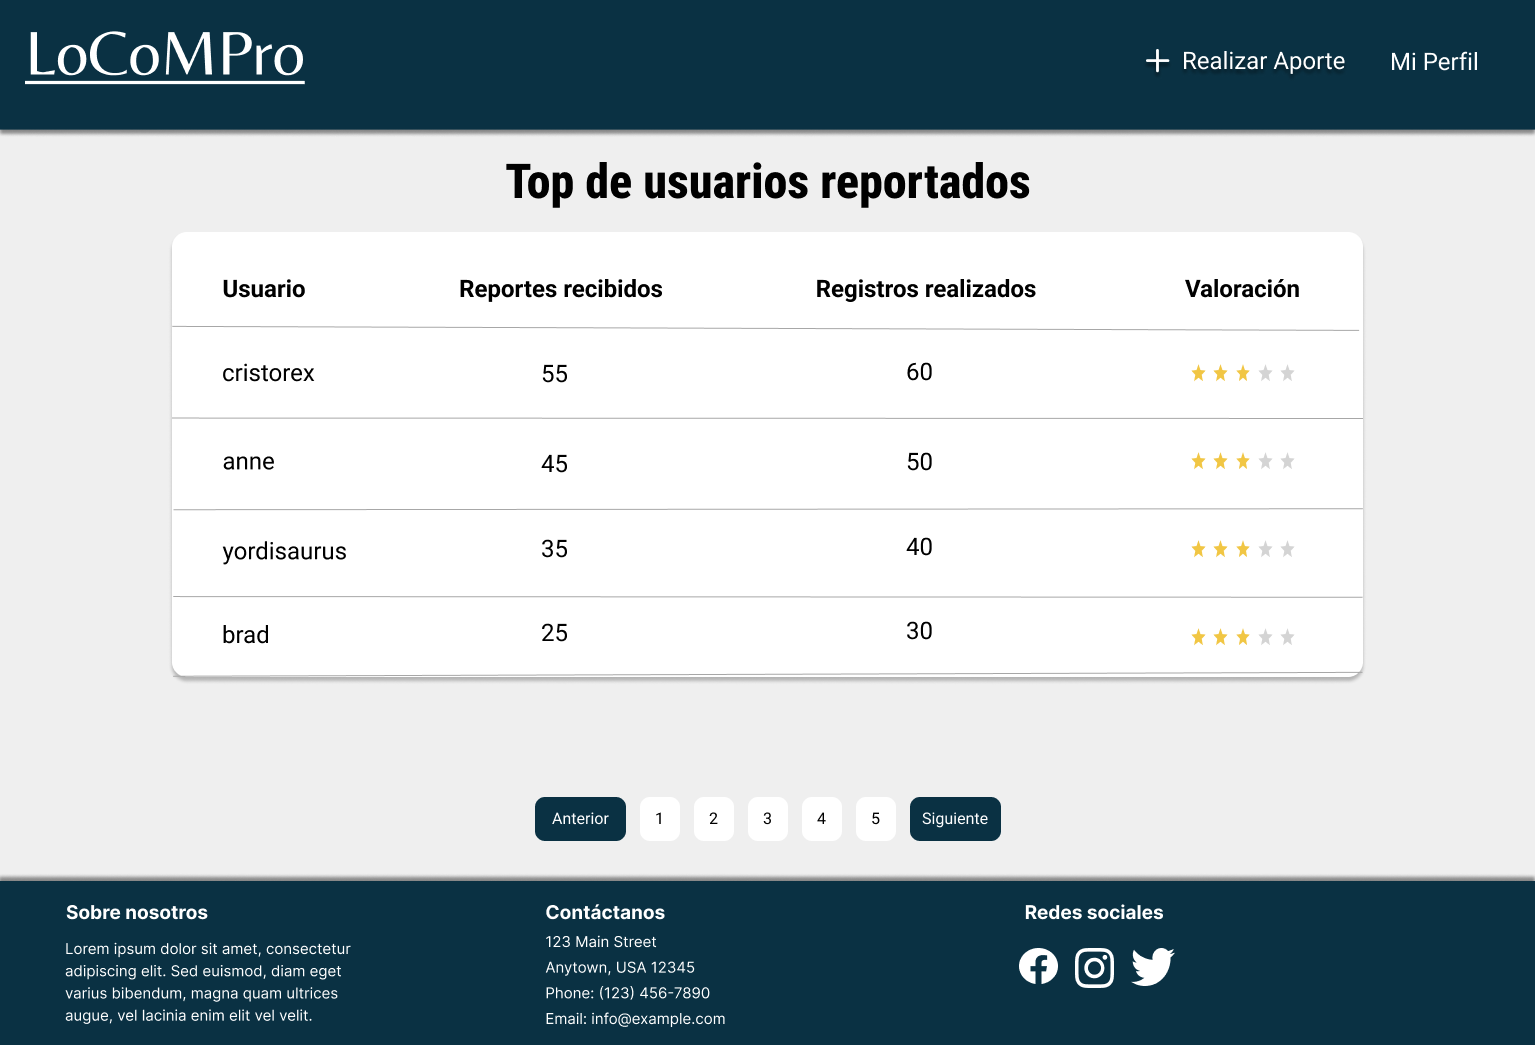 LoCoMPro
Realizar Aporte
Mi Perfil
Top de usuarios reportados
Usuario Reportes recibidos Registros realizados Valoración
cristorex 55 60
anne 45 50
yordisaurus 35 40
brad 25 30
Anterior 1 2 3 4 5 Siguiente
Sobre nosotros
Lorem ipsum dolor sit amet, consectetur
adipiscing elit. Sed euismod, diam eget
varius bibendum, magna quam ultrices
augue, vel lacinia enim elit vel velit.
Contáctanos
123 Main Street
Anytown, USA 12345
Phone: (123) 456-7890
Email: info@example.com
Redes sociales